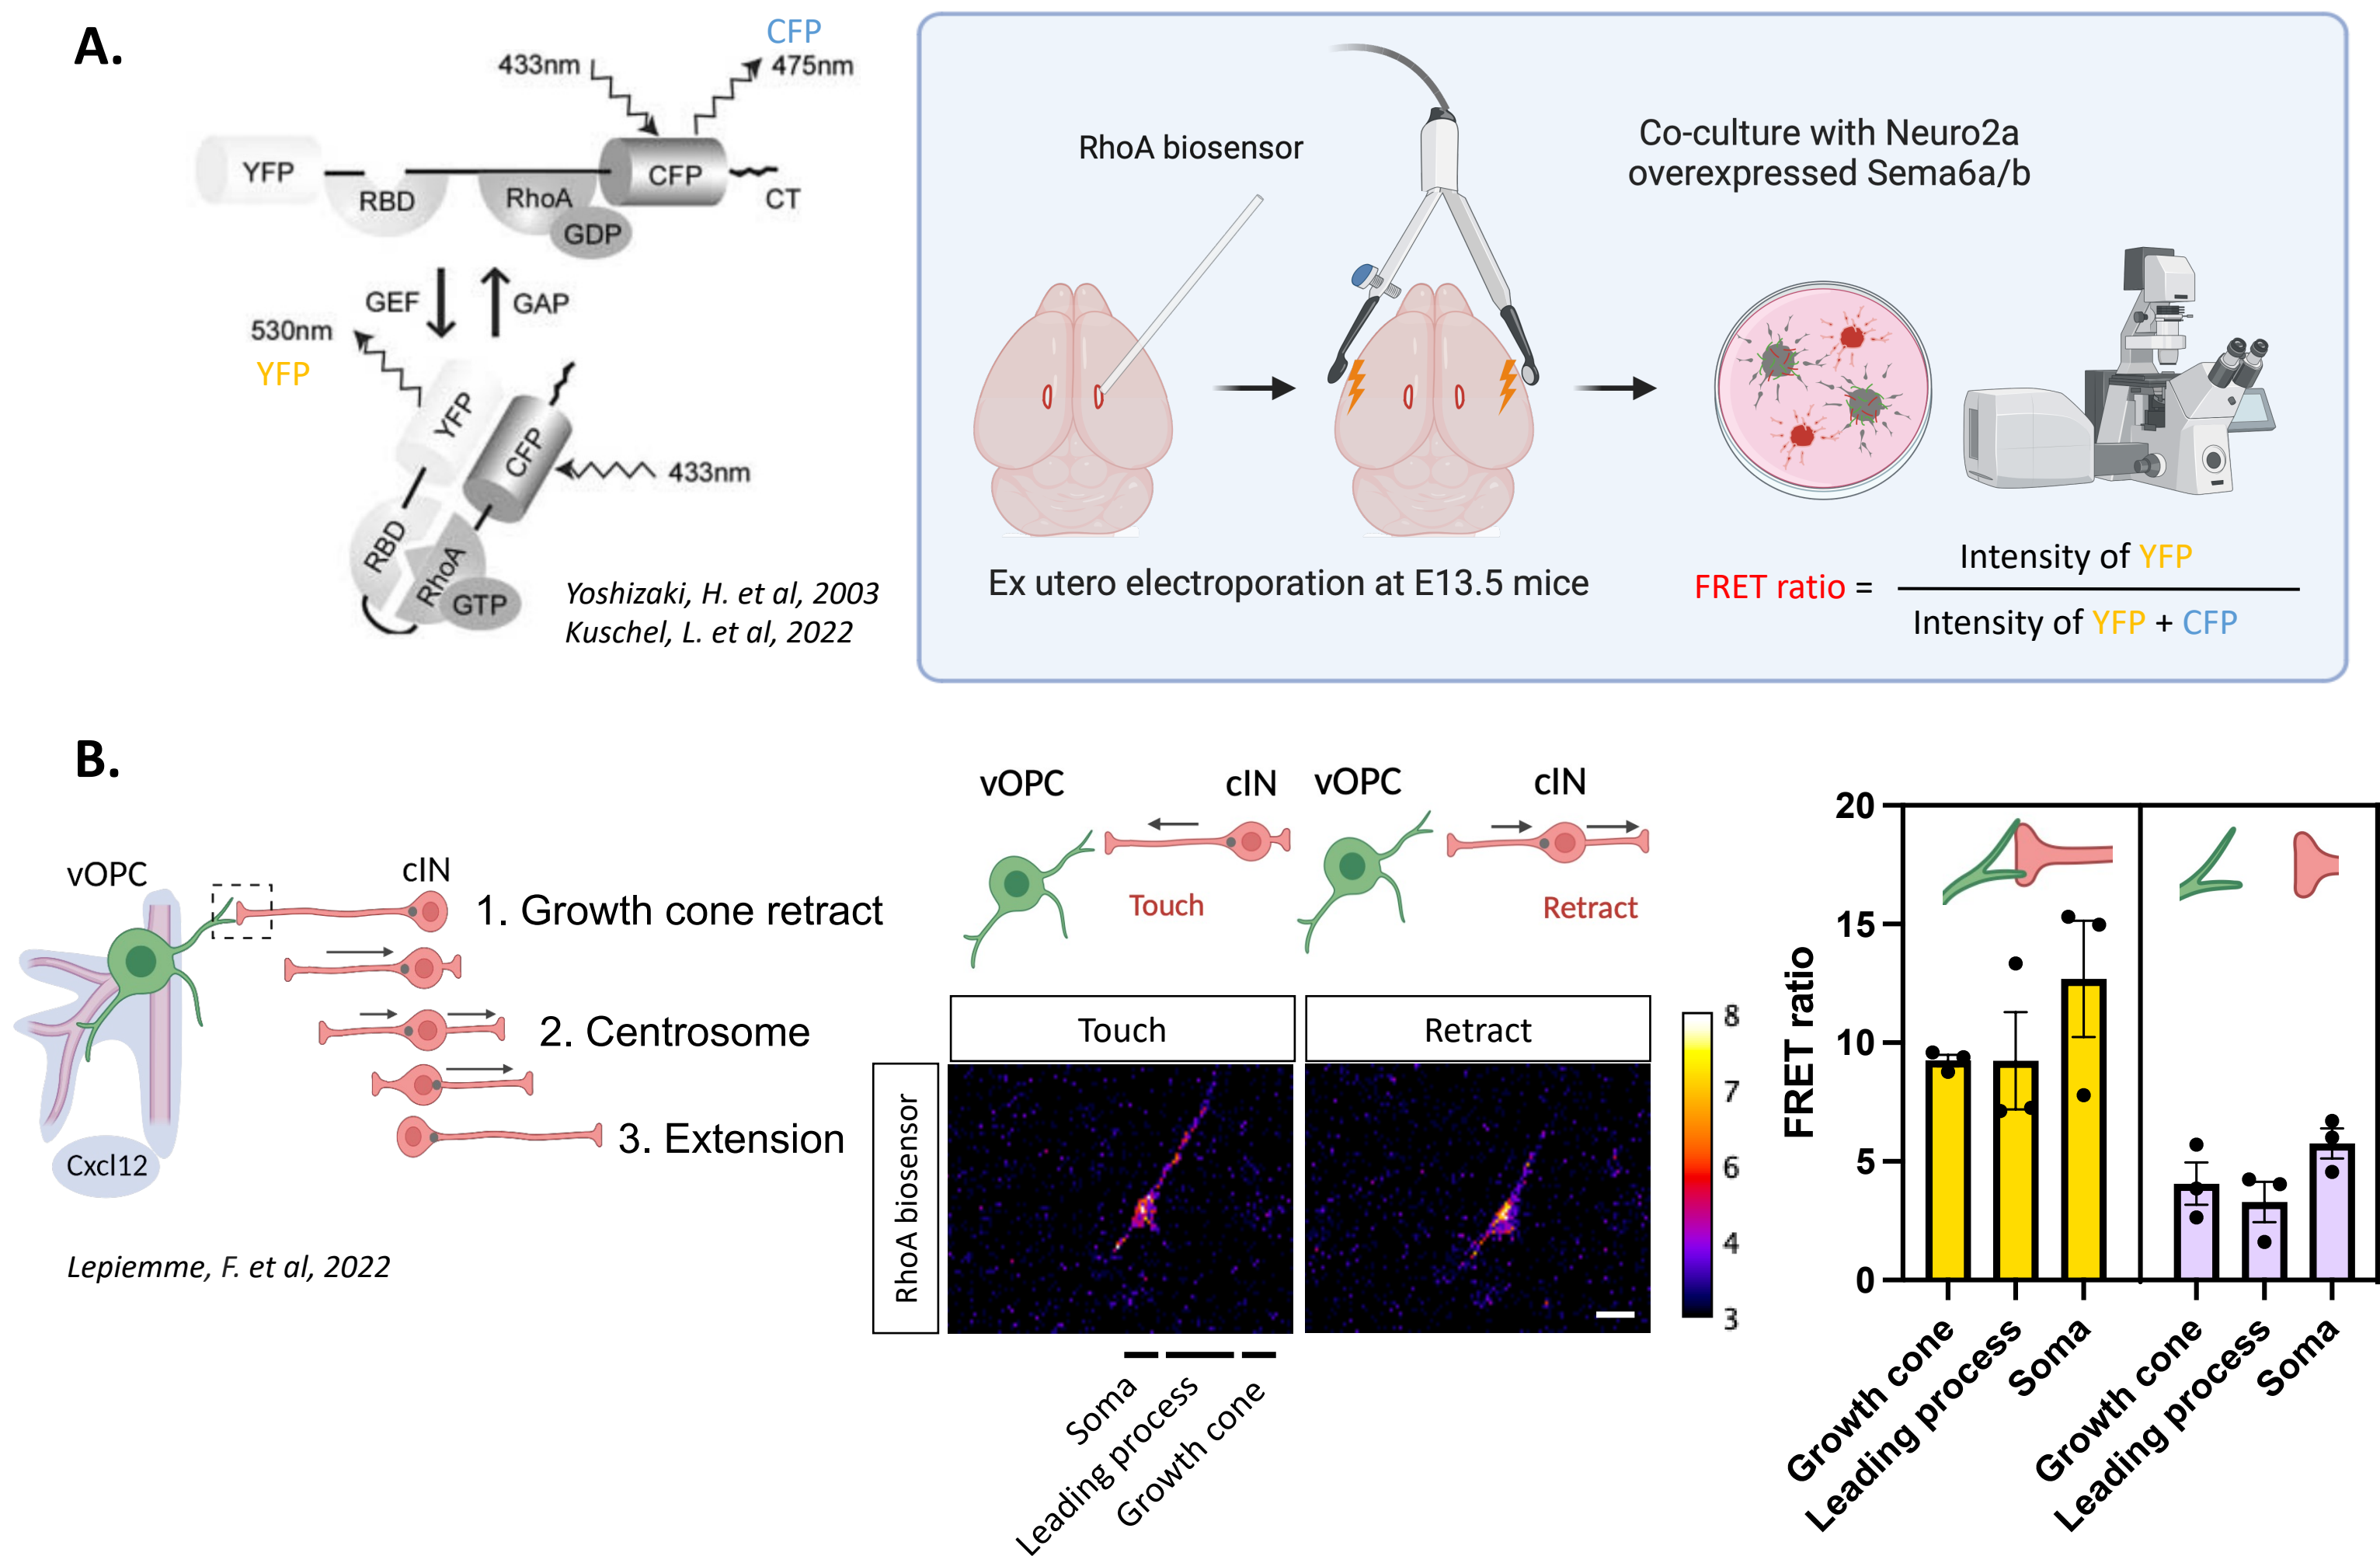 A.
CFP
433nm
475nm
YFP
RBD
RhoA
GDP
CFP
CT
GEF
GAP
530nm
YFP
YFP
CFP
433nm
RBD
RhoA
GTP
Yoshizaki, H. et al, 2003
Kuschel, L. et al, 2022
RhoA biosensor
Co-culture with Neuro2a
overexpressed Sema6a/b
Ex utero electroporation at E13.5 mice
FRET ratio =
Intensity of YFP
Intensity of YFP + CFP
B.
vOPC
cIN
1. Growth cone retract
2. Centrosome
3. Extension
Cxcl12
Lepiemme, F. et al, 2022
vOPC
cIN
Touch
vOPC
cIN
Retract
Touch
Retract
RhoA biosensor
8
7
6
4
3
Soma
Leading process
Growth cone
FRET ratio
20
15
10
5
0
Growth cone
Leading process
Soma
Growth cone
Leading process
Soma